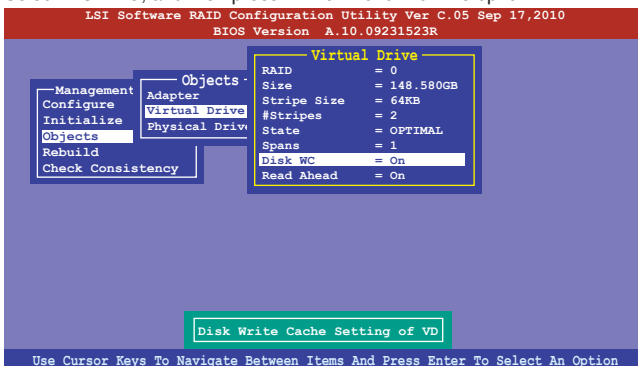 LSI Software RAID Configuration Utility Ver C.05 Sep 17,2010
BIOS Version A.10.09231523R
Management
Configure
Initialize
Objects
Rebuild
Check Consistency
Objects
Adapter
Virtual Drive
Physical Drive
Virtual Drive
RAID = 0
Size = 148.580GB
Stripe Size = 64KB
#Stripes = 2
State = OPTIMAL
Spans = 1
Disk WC = On
Read Ahead = On
Disk Write Cache Setting of VD
Use Cursor Keys To Navigate Between Items And Press Enter To Select An Option